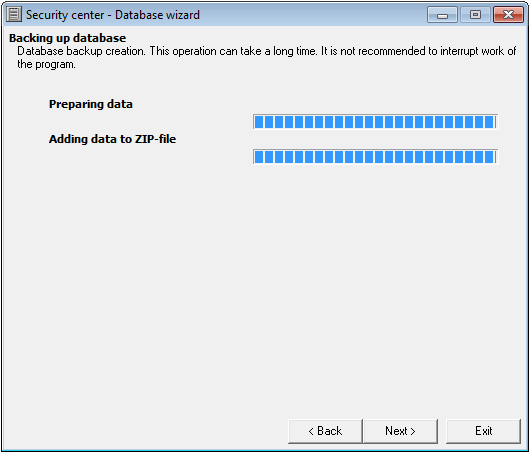 Security center - Database wizard
Backing up database
Database backup creation. This operation can take a long time. It is not recommended to interrupt work of
the program.
Preparing data
Adding data to ZIP-file
< Back
Next >
Exit